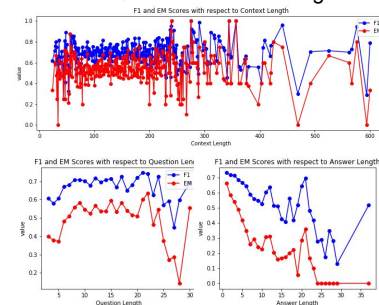 F1 and EM Scores with respect to Context Length
F1
EM
value
1.0
0.8
0.6
0.4
0.2
0.0
0
100
200
300
400
500
600
Context Length
F1 and EM Scores with respect to Question Len
F1
EM
value
0.7
0.6
0.5
0.4
0.3
0.2
5
10
15
20
25
30
Question Length
F1 and EM Scores with respect to Answer Length
F1
EM
value
0.7
0.6
0.5
0.4
0.3
0.2
0.1
0.0
0
5
10
15
20
25
30
35
Answer Length